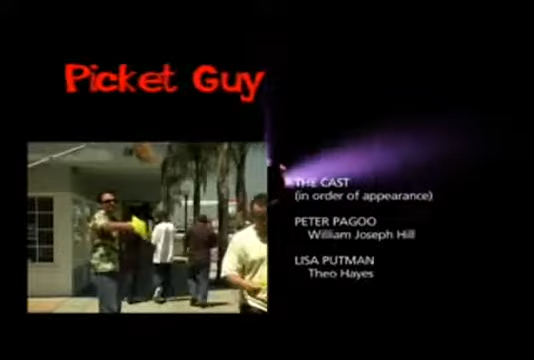 Picket Guy
THE CAST
(in order of appearance)
PETER PAGOO
William Joseph Hill
LISA PUTMAN
Theo Hayes